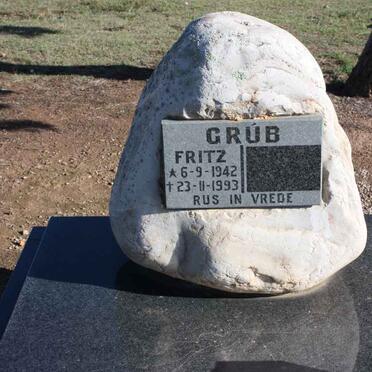 GRÜB
FRITZ
★ 6-9-1942
† 23-11-1993
RUS IN VREDE